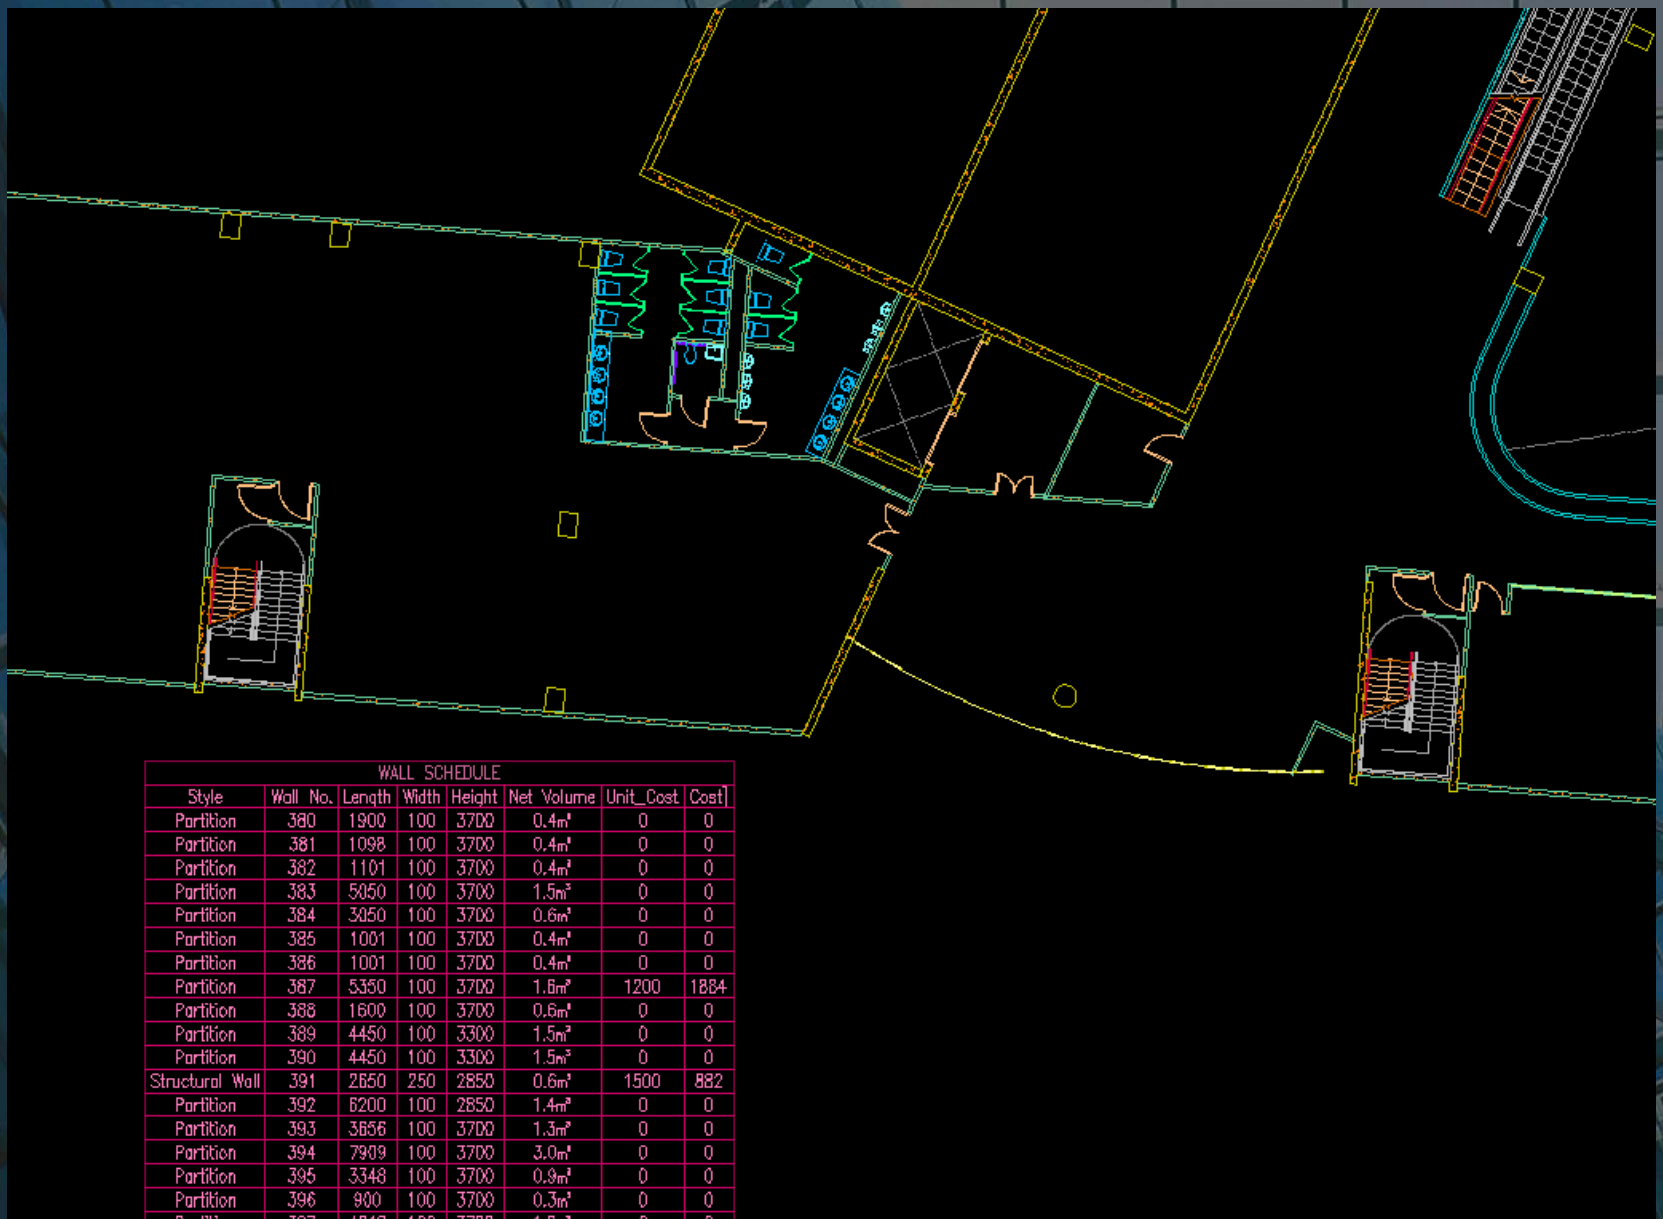 WALL SCHEDULE
Style Wall No. Length Width Height Net Volume Unit_Cost Cost
Partition 380 1900 100 3700 0.4m³ 0 0
Partition 381 1098 100 3700 0.4m³ 0 0
Partition 382 1101 100 3700 0.4m³ 0 0
Partition 383 5050 100 3700 1.5m³ 0 0
Partition 384 3050 100 3700 0.6m³ 0 0
Partition 385 1001 100 3700 0.4m³ 0 0
Partition 386 1001 100 3700 0.4m³ 0 0
Partition 387 5350 100 3700 1.6m³ 1200 1884
Partition 388 1600 100 3700 0.6m³ 0 0
Partition 389 4450 100 3300 1.5m³ 0 0
Partition 390 4450 100 3300 1.5m³ 0 0
Structural Wall 391 2650 250 2850 0.6m³ 1500 882
Partition 392 6200 100 2850 1.4m³ 0 0
Partition 393 3656 100 3700 1.3m³ 0 0
Partition 394 7909 100 3700 3.0m³ 0 0
Partition 395 3348 100 3700 0.9m³ 0 0
Partition 396 900 100 3700 0.3m³ 0 0